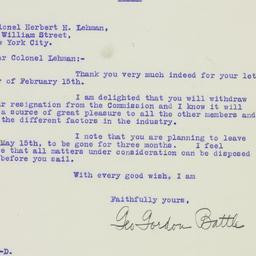 lonel Herbert H. Lehman,
William Street,
w York City.
ar Colonel Lehman:-
Thank you very much indeed for your let
r of February 15th.
I am delighted that you will withdraw
ur resignation from the Commission and I know it will
a source of great pleasure to all the other members and
the different factors in the industry.
I note that you are planning to leave
May 15th, to be gone for three months. I feel
e that all matters under consideration can be disposed
before you sail.
With every good wish, I am
Faithfully yours,
Geo Gordon Battle
-D.